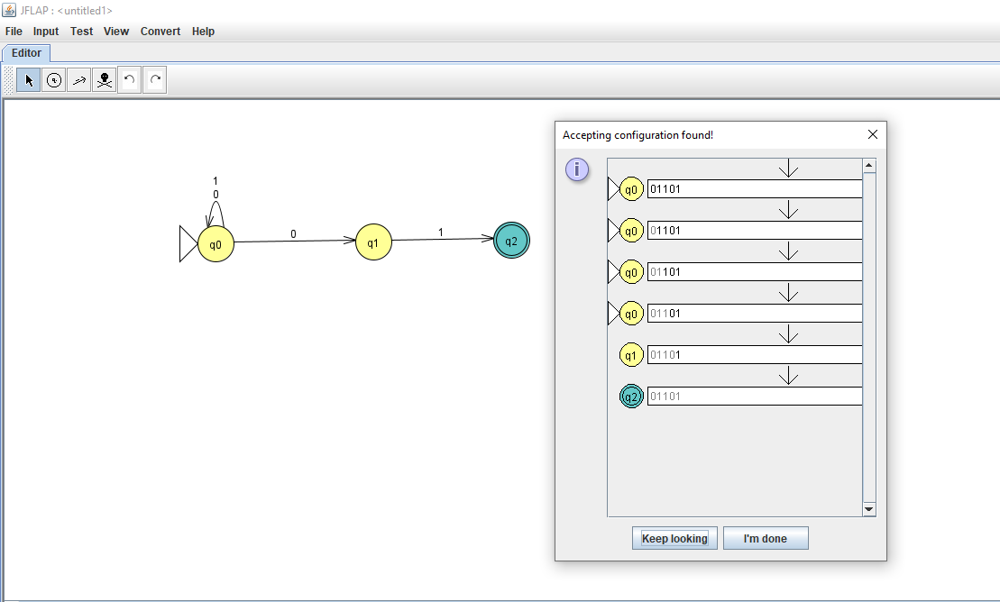 JFLAP : <untitled1>
File Input Test View Convert Help
Editor
1
0
q0
0
q1
1
q2
Accepting configuration found!
i
q0 01101
q0 01101
q0 01101
q0 01101
q1 01101
q2 01101
Keep looking I'm done